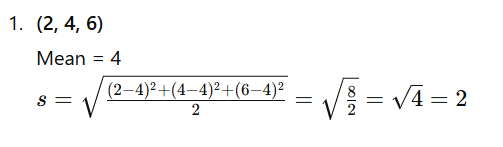 1. (2, 4, 6)
Mean = 4
s = √((2−4)²+(4−4)²+(6−4)²/2) = √(8/2) = √4 = 2